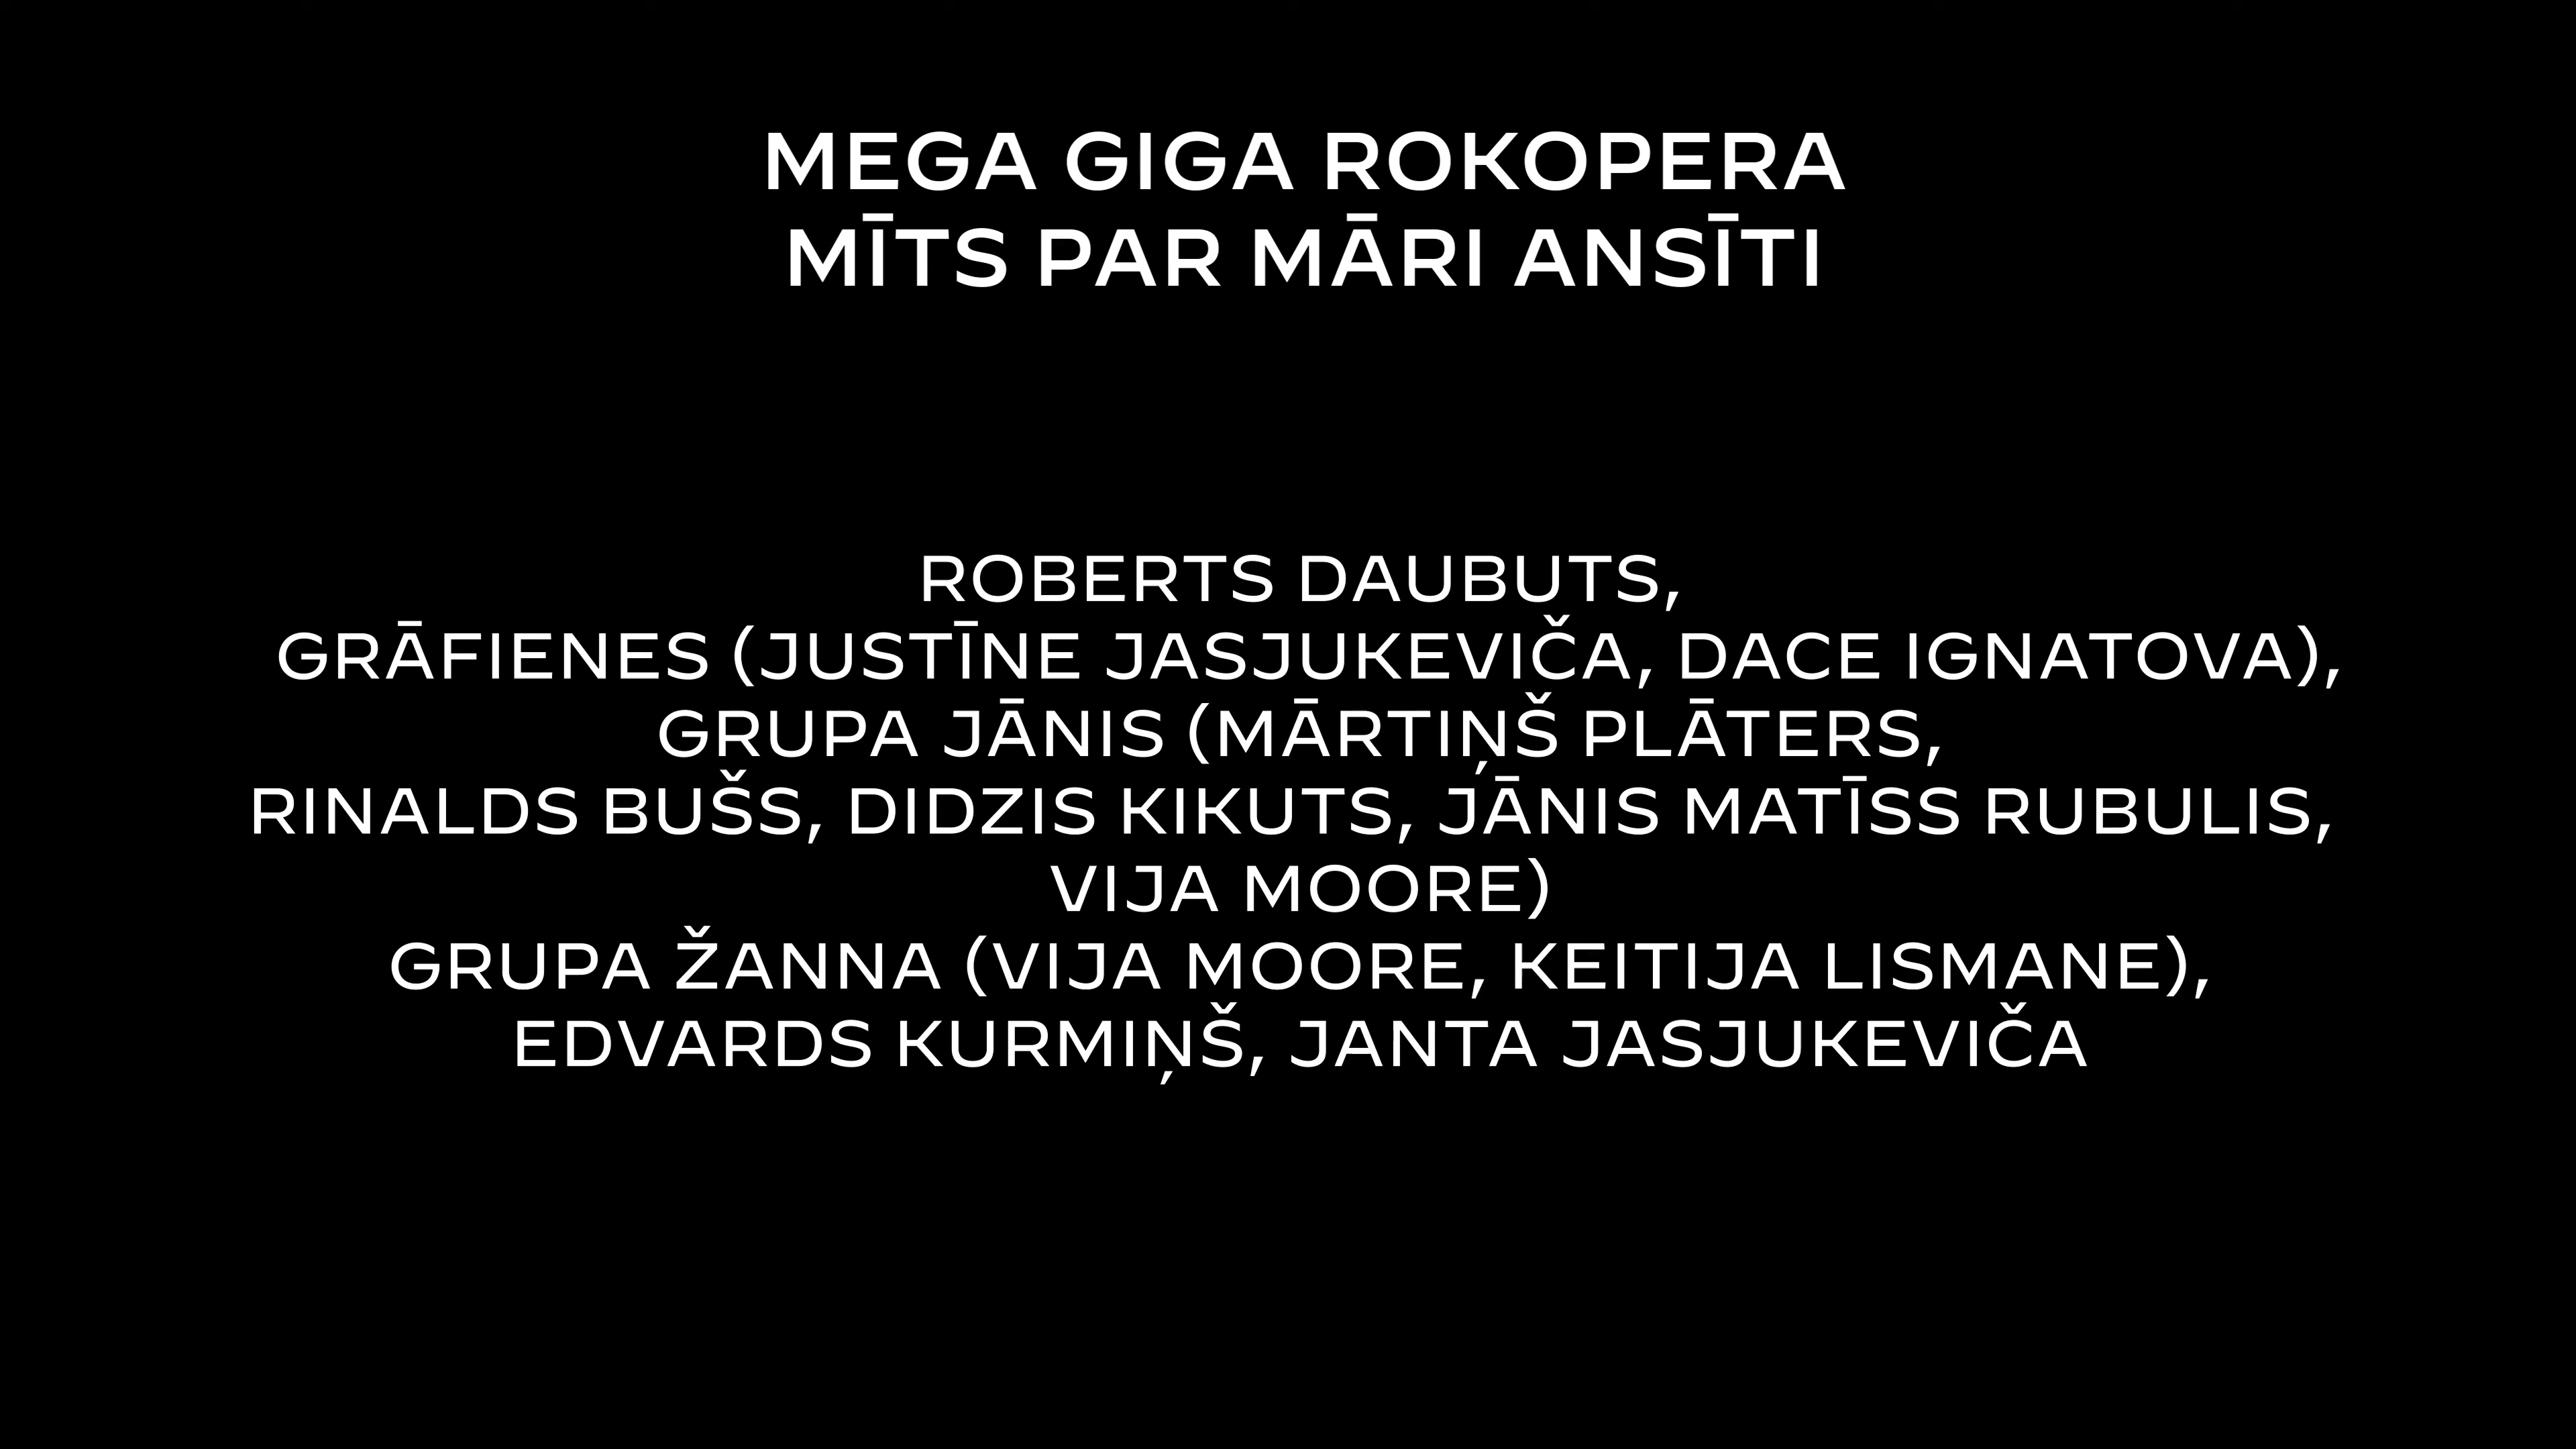 MEGA GIGA ROKOPERA
MĪTS PAR MĀRI ANSĪTI
ROBERTS DAUBUTS,
GRĀFIENES (JUSTĪNE JASJUKEVIČA, DACE IGNATOVA),
GRUPA JĀNIS (MĀRTIŅŠ PLĀTERS,
RINALDS BUŠS, DIDZIS KIKUTS, JĀNIS MATĪSS RUBULIS,
VIJA MOORE)
GRUPA ŽANNA (VIJA MOORE, KEITIJA LISMANE),
EDVARDS KURMIŅŠ, JANTA JASJUKEVIČA